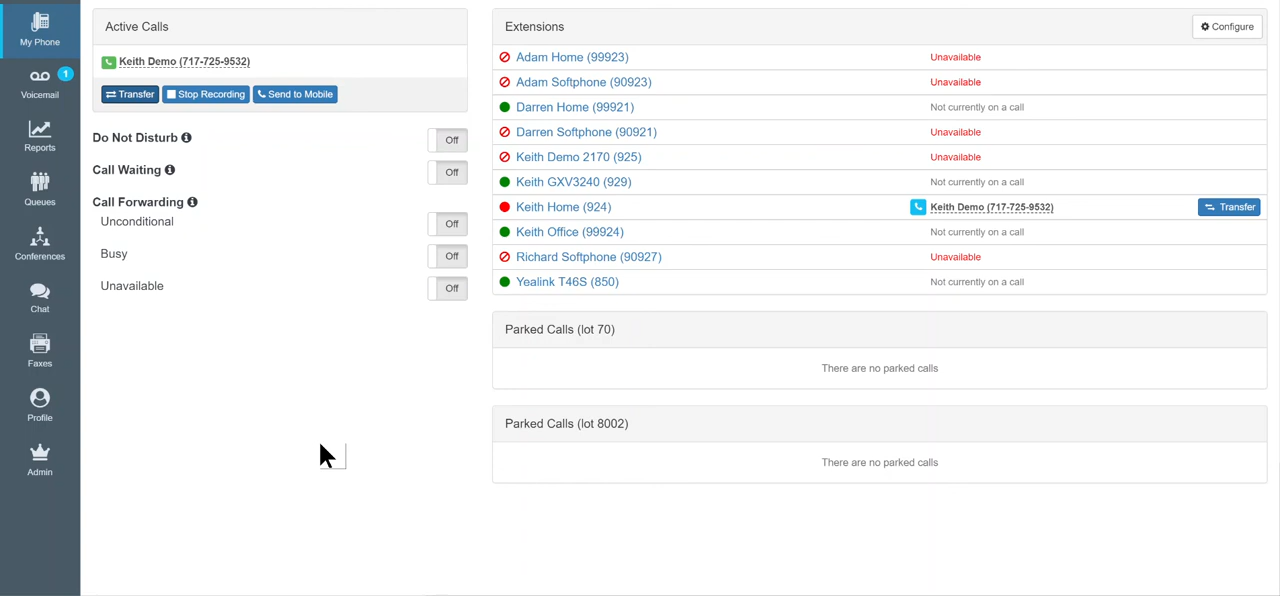 My Phone
1
Voicemail
Reports
Queues
Conferences
Chat
Faxes
Profile
Admin
Active Calls
Keith Demo (717-725-9532)
Transfer Stop Recording Send to Mobile
Do Not Disturb Off
Call Waiting Off
Call Forwarding
Unconditional Off
Busy Off
Unavailable Off
Extensions Configure
Adam Home (99923) Unavailable
Adam Softphone (90923) Unavailable
Darren Home (99921) Not currently on a call
Darren Softphone (90921) Unavailable
Keith Demo 2170 (925) Unavailable
Keith GXV3240 (929) Not currently on a call
Keith Home (924) Keith Demo (717-725-9532) Transfer
Keith Office (99924) Not currently on a call
Richard Softphone (90927) Unavailable
Yealink T46S (850) Not currently on a call
Parked Calls (lot 70)
There are no parked calls
Parked Calls (lot 8002)
There are no parked calls